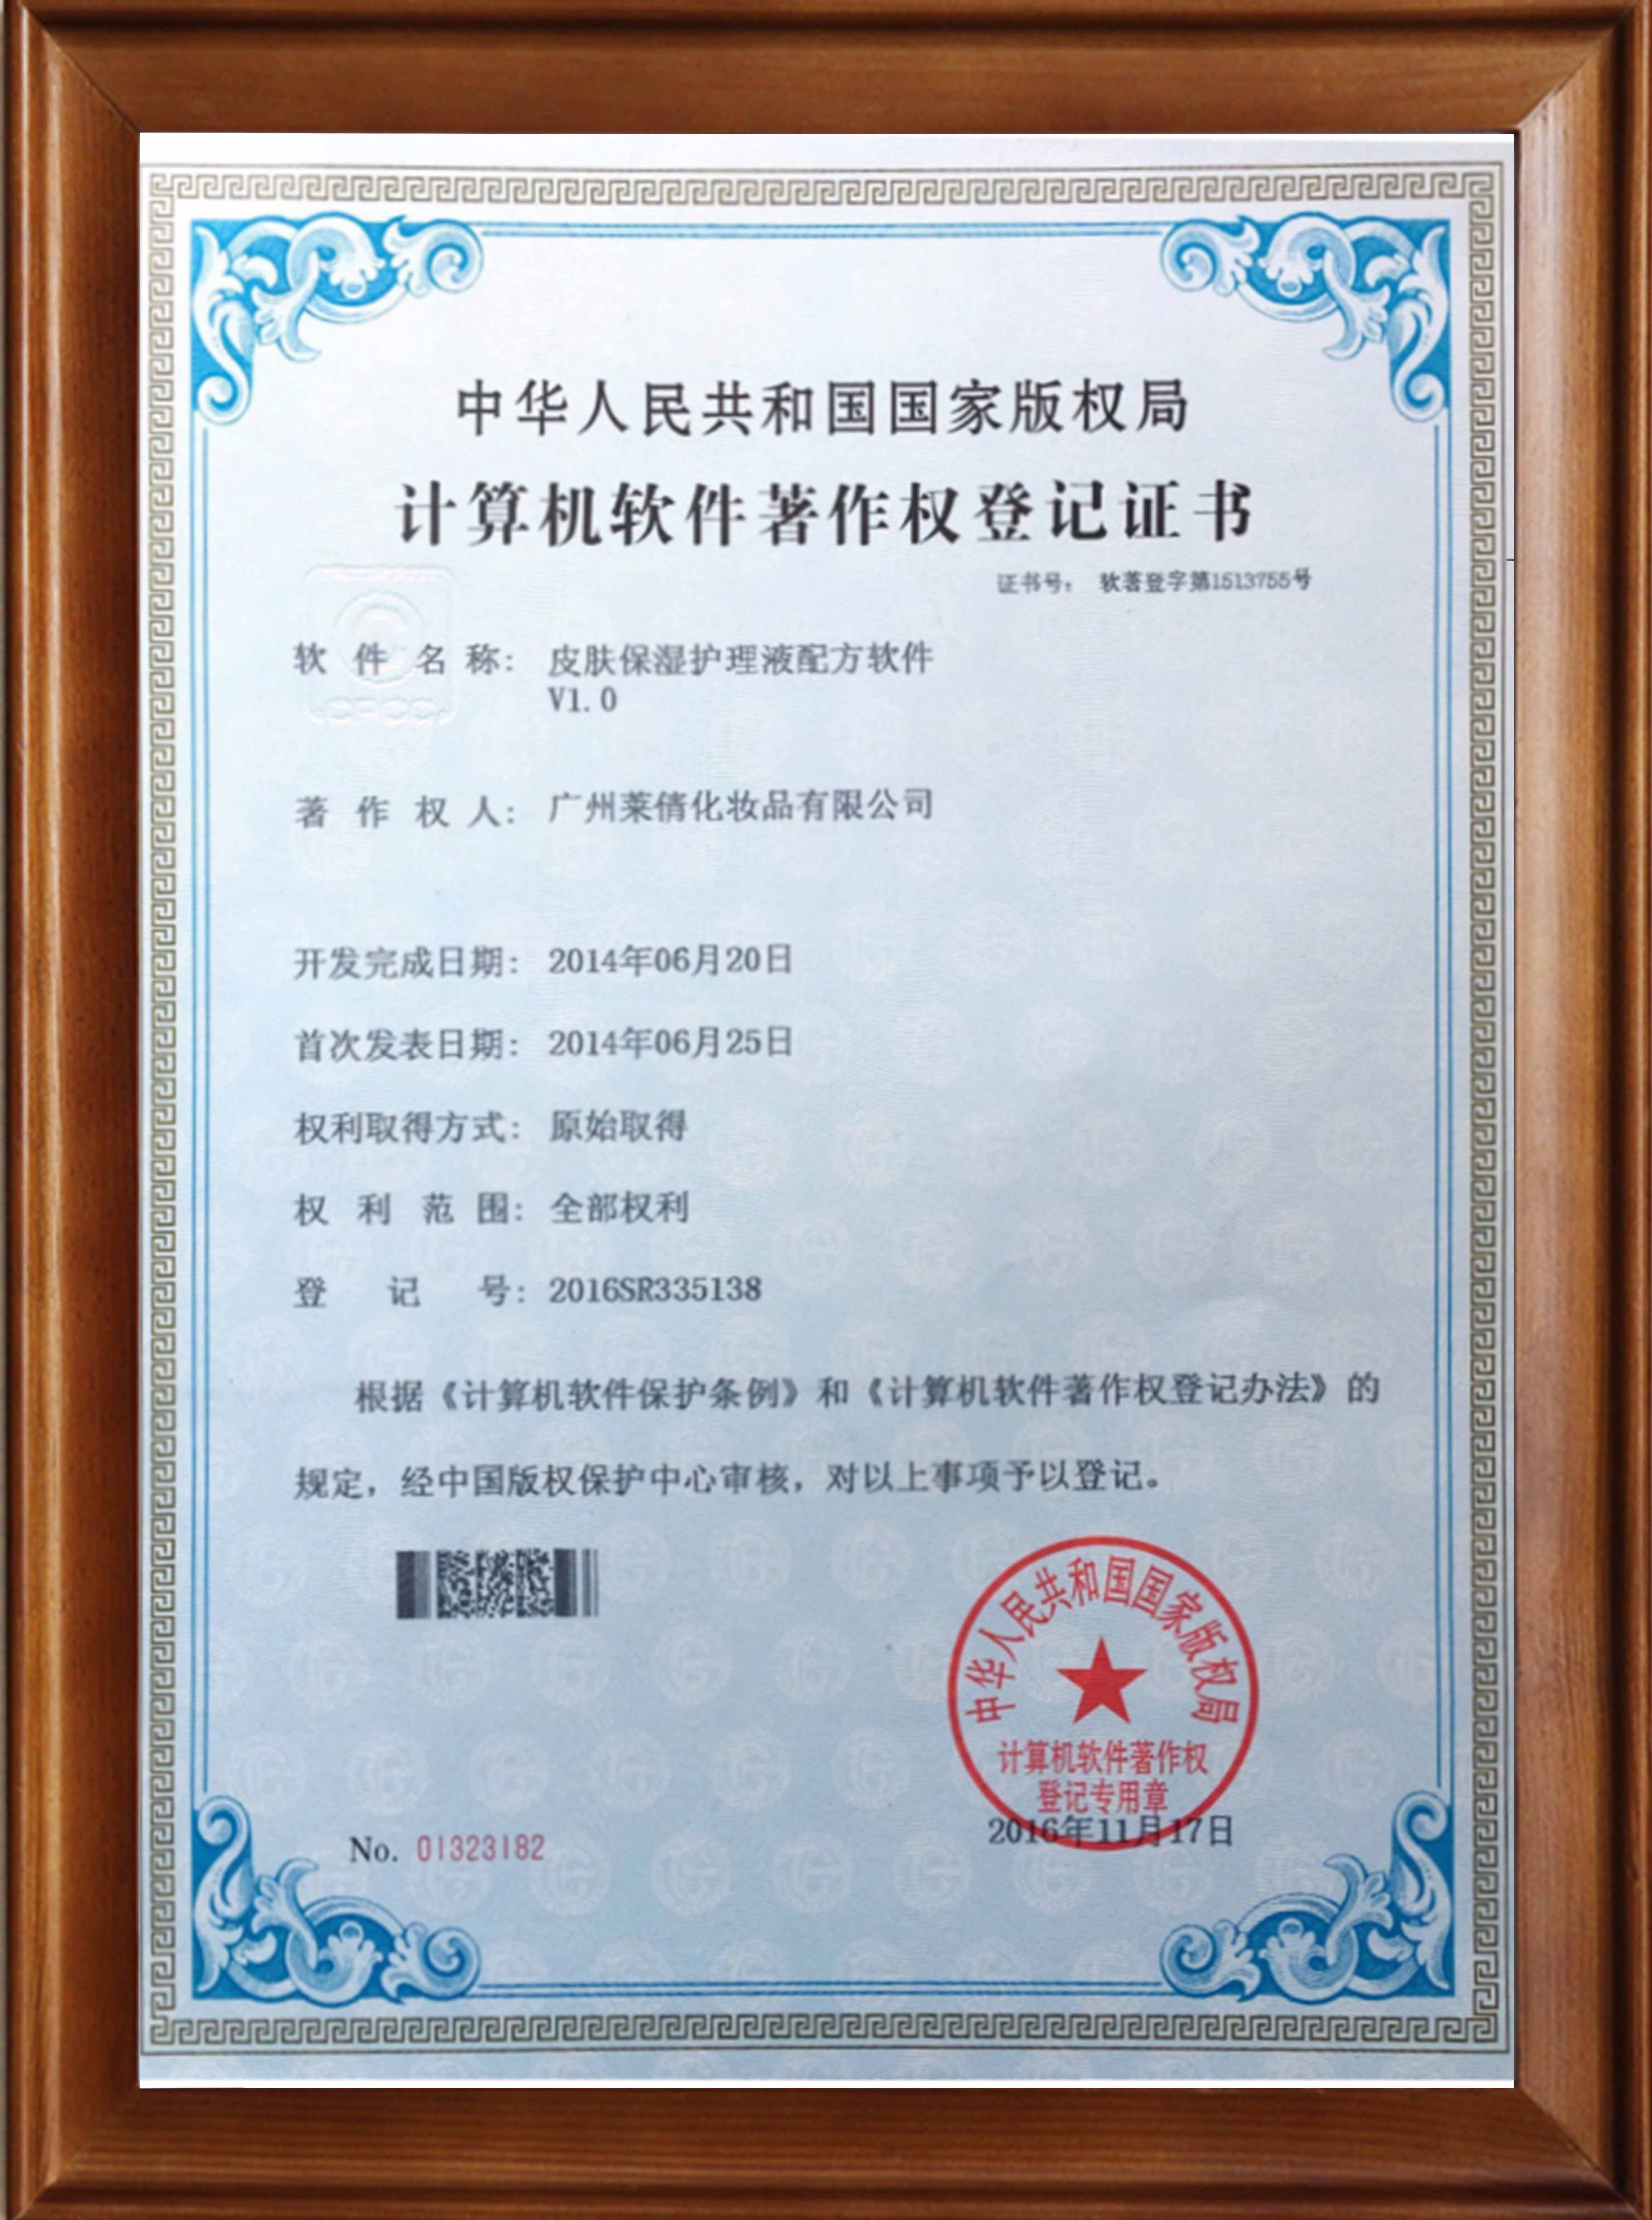 中华人民共和国国家版权局
计算机软件著作权登记证书
证书号： 软著登字第1513755号
CPCC
软件名称： 皮肤保湿护理液配方软件
V1.0
著作权人： 广州莱倩化妆品有限公司
开发完成日期： 2014年06月20日
首次发表日期： 2014年06月25日
权利取得方式： 原始取得
权利范围： 全部权利
登记号： 2016SR335138
根据《计算机软件保护条例》和《计算机软件著作权登记办法》的
规定，经中国版权保护中心审核，对以上事项予以登记。
中华人民共和国国家版权局
计算机软件著作权
登记专用章
2016年11月17日
No. 01323182